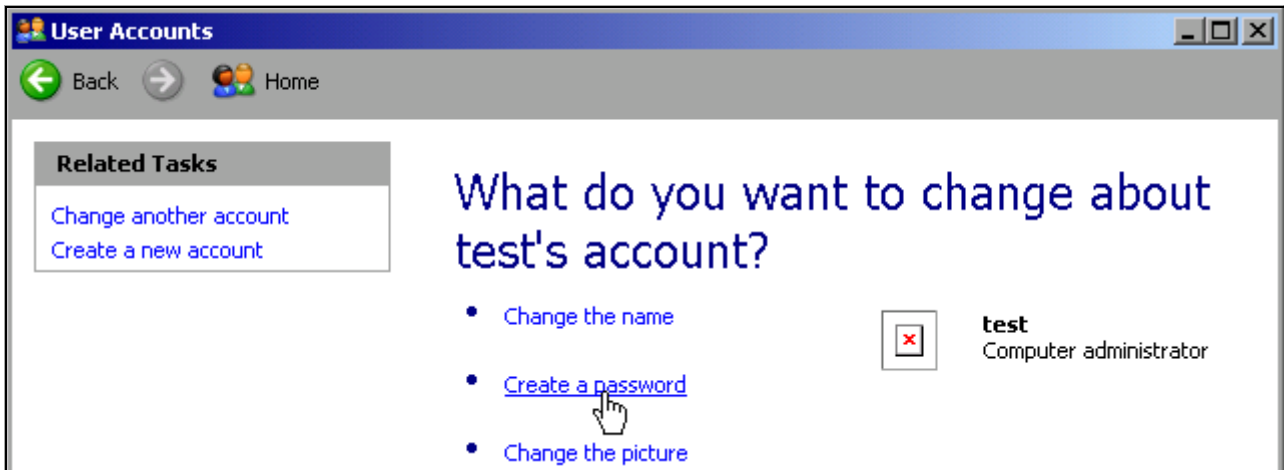 User Accounts
Back Home
Related Tasks
Change another account
Create a new account
What do you want to change about
test's account?
Change the name
test
Computer administrator
Create a password
Change the picture